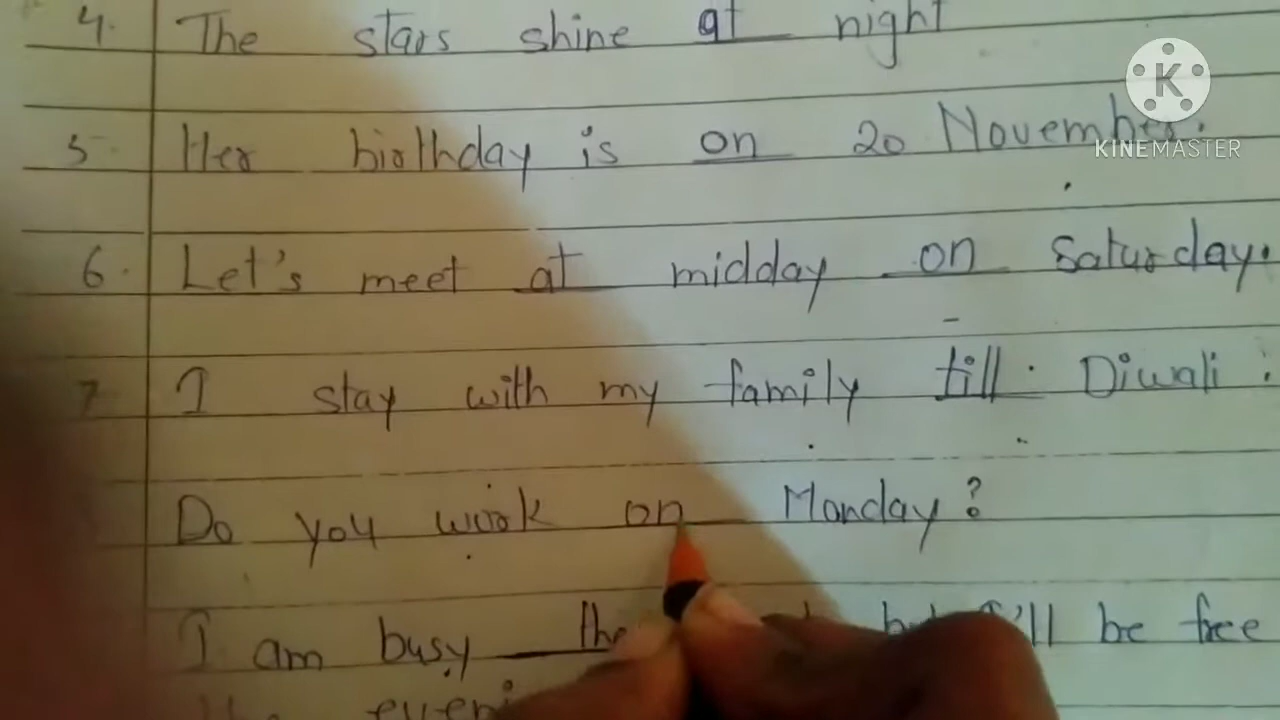 4. The stars shine at night
5. Her birthday is on 20 November.
6. Let's meet at midday on Saturday.
7. I stay with my family till Diwali.
Do you work on Monday?
I am busy be free
K
KINEMASTER